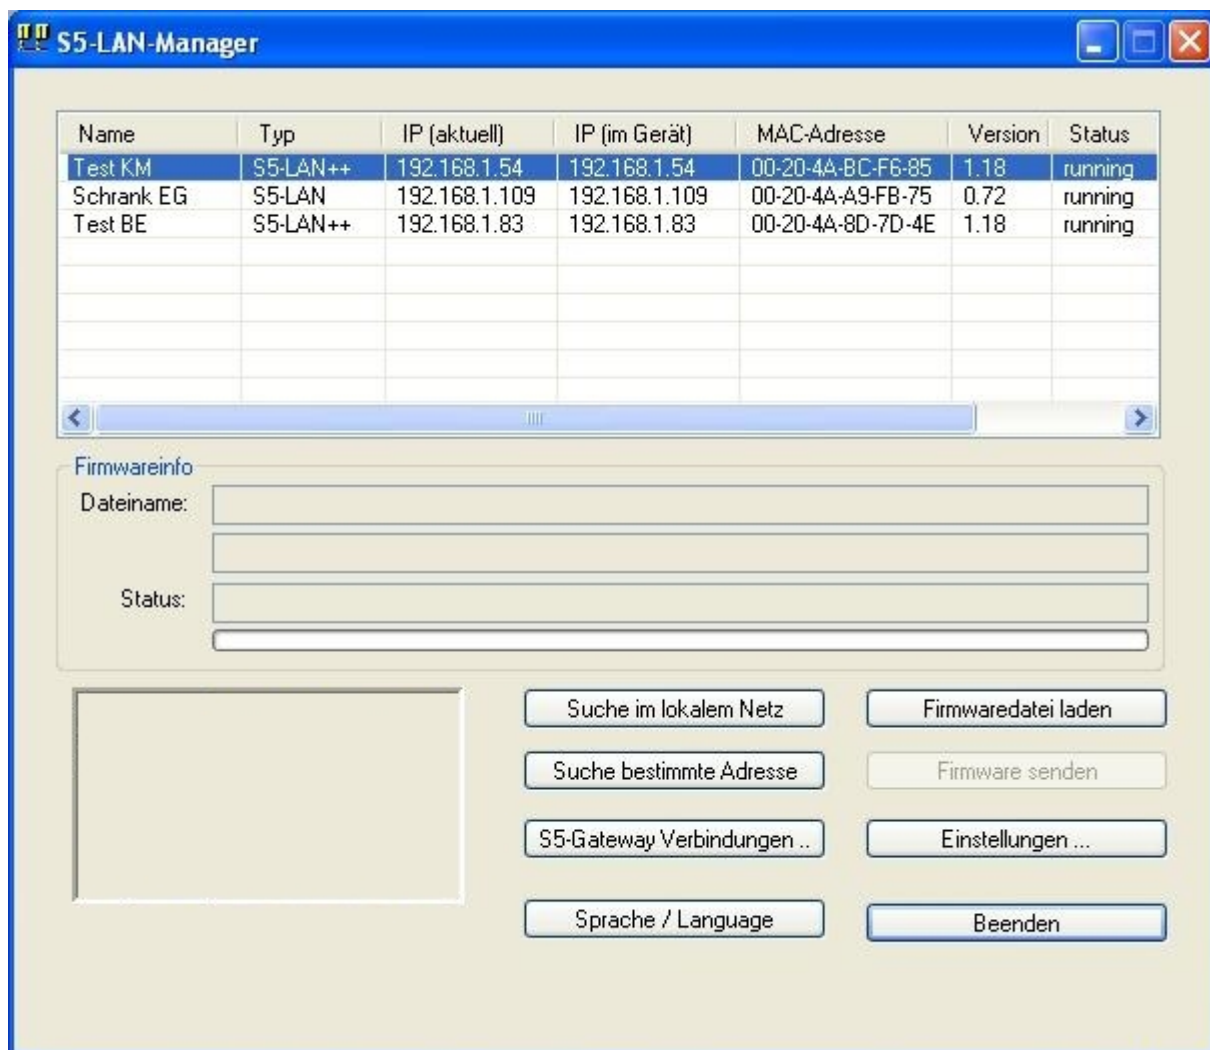 S5-LAN-Manager
Name Typ IP (aktuell) IP (im Gerät) MAC-Adresse Version Status
Test KM S5-LAN++ 192.168.1.54 192.168.1.54 00-20-4A-BC-F6-85 1.18 running
Schrank EG S5-LAN 192.168.1.109 192.168.1.109 00-20-4A-A9-FB-75 0.72 running
Test BE S5-LAN++ 192.168.1.83 192.168.1.83 00-20-4A-8D-7D-4E 1.18 running
Firmwareinfo
Dateiname:
Status:
Suche im lokalem Netz Firmwaredatei laden
Suche bestimmte Adresse Firmware senden
S5-Gateway Verbindungen .. Einstellungen ...
Sprache / Language Beenden